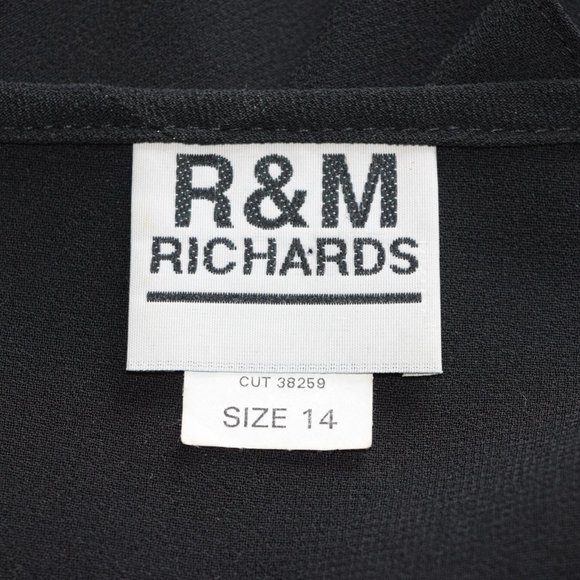 R&M
RICHARDS
CUT 38259
SIZE 14